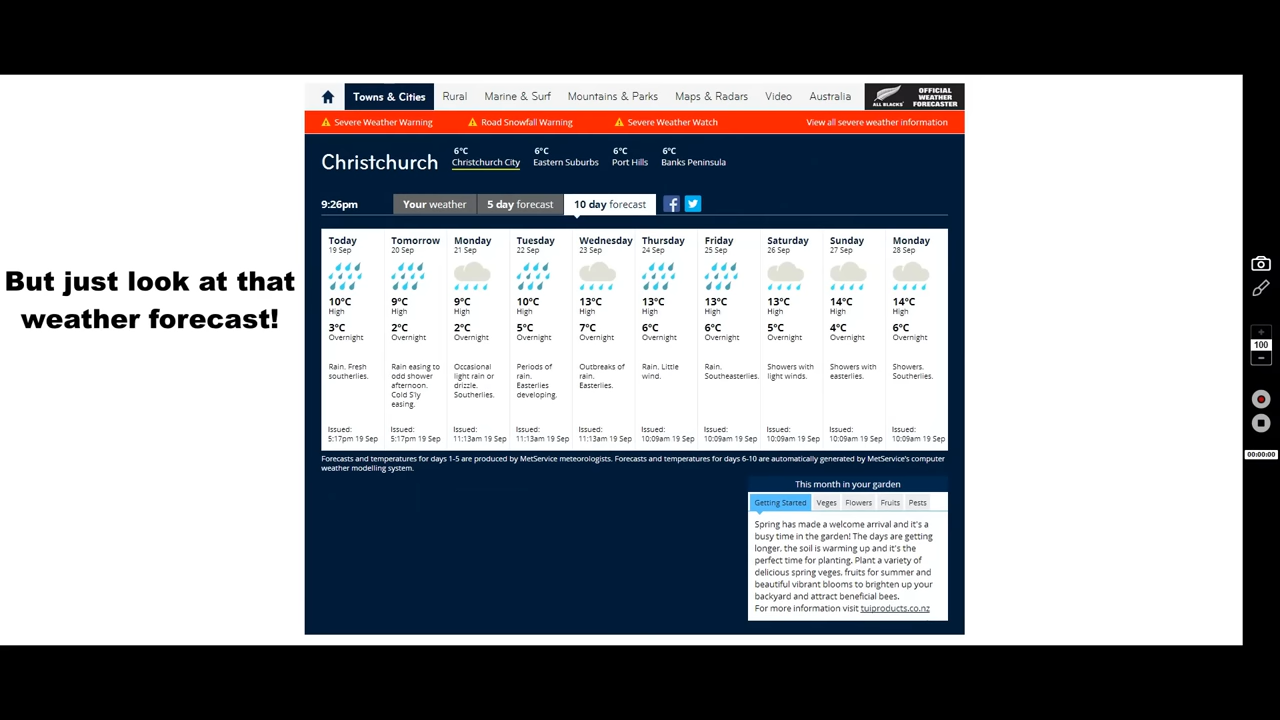 But just look at that
weather forecast!
Towns & Cities Rural Marine & Surf Mountains & Parks Maps & Radars Video Australia
ALL BLACKS
OFFICIAL
WEATHER
FORECASTER
Severe Weather Warning Road Snowfall Warning Severe Weather Watch View all severe weather information
Christchurch
6°C 6°C 6°C 6°C
Christchurch City Eastern Suburbs Port Hills Banks Peninsula
9:26pm Your weather 5 day forecast 10 day forecast
Today Tomorrow Monday Tuesday Wednesday Thursday Friday Saturday Sunday Monday
19 Sep 20 Sep 21 Sep 22 Sep 23 Sep 24 Sep 25 Sep 26 Sep 27 Sep 28 Sep
10°C 9°C 9°C 10°C 13°C 13°C 13°C 13°C 14°C 14°C
High High High High High High High High High High
3°C 2°C 2°C 5°C 7°C 6°C 6°C 5°C 4°C 6°C
Overnight Overnight Overnight Overnight Overnight Overnight Overnight Overnight Overnight Overnight
Rain. Fresh
southerlies.
Rain easing to
odd shower
afternoon.
Cold S'ly
easing.
Occasional
light rain or
drizzle.
Southerlies.
Periods of
rain.
Easterlies
developing.
Outbreaks of
rain.
Easterlies.
Rain. Little
wind.
Rain.
Southeasterlies.
Showers with
light winds.
Showers with
easterlies.
Showers.
Southerlies.
Issued: Issued: Issued: Issued: Issued: Issued: Issued: Issued: Issued: Issued:
5:17pm 19 Sep 5:17pm 19 Sep 11:13am 19 Sep 11:13am 19 Sep 11:13am 19 Sep 10:09am 19 Sep 10:09am 19 Sep 10:09am 19 Sep 10:09am 19 Sep 10:09am 19 Sep
Forecasts and temperatures for days 1-5 are produced by MetService meteorologists. Forecasts and temperatures for days 6-10 are automatically generated by MetService's computer
weather modelling system.
This month in your garden
Getting Started Veges Flowers Fruits Pests
Spring has made a welcome arrival and it's a
busy time in the garden! The days are getting
longer, the soil is warming up and it's the
perfect time for planting. Plant a variety of
delicious spring veges, fruits for summer and
beautiful vibrant blooms to brighten up your
backyard and attract beneficial bees.
For more information visit tuiproducts.co.nz
100
00:00:00